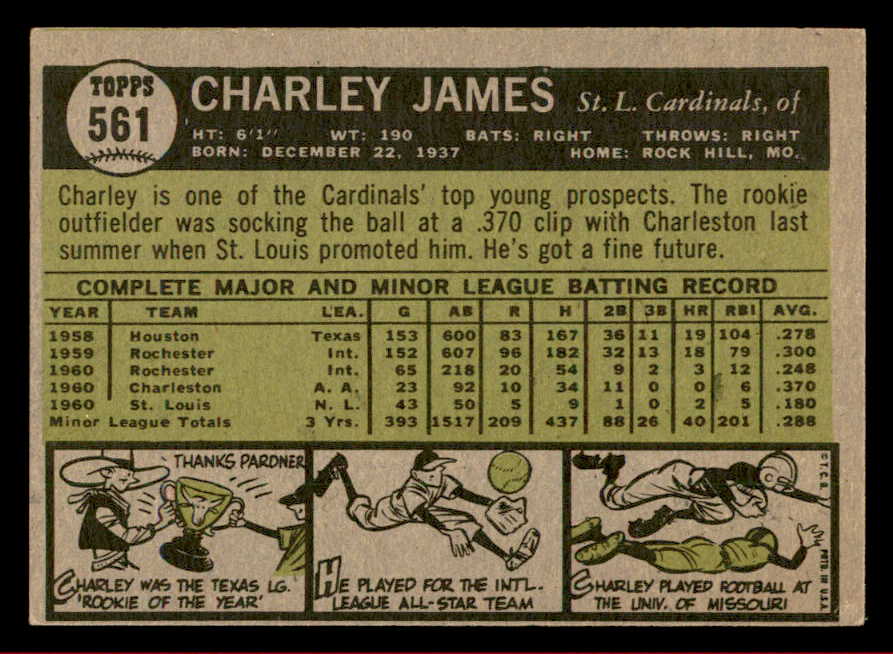 TOPPS
561
CHARLEY JAMES St. L. Cardinals, of
HT: 6'1" WT: 190 BATS: RIGHT THROWS: RIGHT
BORN: DECEMBER 22, 1937 HOME: ROCK HILL, MO.
Charley is one of the Cardinals' top young prospects. The rookie
outfielder was socking the ball at a .370 clip with Charleston last
summer when St. Louis promoted him. He's got a fine future.
COMPLETE MAJOR AND MINOR LEAGUE BATTING RECORD
YEAR TEAM L'EA. G AB R H 2B 3B HR RBI AVG.
1958 Houston Texas 153 600 83 167 36 11 19 104 .278
1959 Rochester Int. 152 607 96 182 32 13 18 79 .300
1960 Rochester Int. 65 218 20 54 9 2 3 12 .248
1960 Charleston A. A. 23 92 10 34 11 0 0 6 .370
1960 St. Louis N. L. 43 50 5 9 1 0 2 5 .180
Minor League Totals 3 Yrs. 393 1517 209 437 88 26 40 201 .288
THANKS PARDNER
CHARLEY WAS THE TEXAS LG.
'ROOKIE OF THE YEAR'
HE PLAYED FOR THE INTL.
LEAGUE ALL-STAR TEAM
CHARLEY PLAYED FOOTBALL AT
THE UNIV. OF MISSOURI
© T. C. G. PRTD. IN U.S.A.